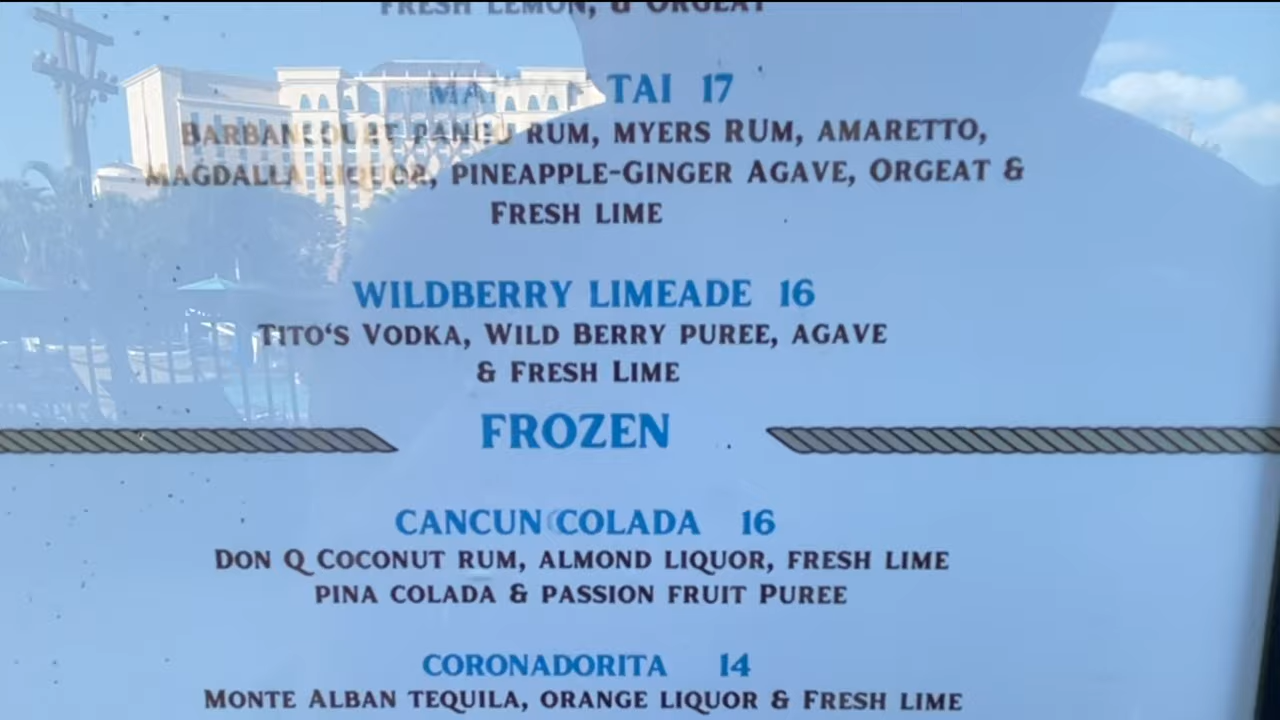 FRESH LEMON, & ORGEAT
TAI 17
BARBANCOURT PANGO RUM, MYERS RUM, AMARETTO,
MAGDALLA LIQUOR, PINEAPPLE-GINGER AGAVE, ORGEAT &
FRESH LIME
WILDBERRY LIMEADE 16
TITO'S VODKA, WILD BERRY PUREE, AGAVE
& FRESH LIME
FROZEN
CANCUN COLADA 16
DON Q COCONUT RUM, ALMOND LIQUOR, FRESH LIME
PINA COLADA & PASSION FRUIT PUREE
CORONADORITA 14
MONTE ALBAN TEQUILA, ORANGE LIQUOR & FRESH LIME